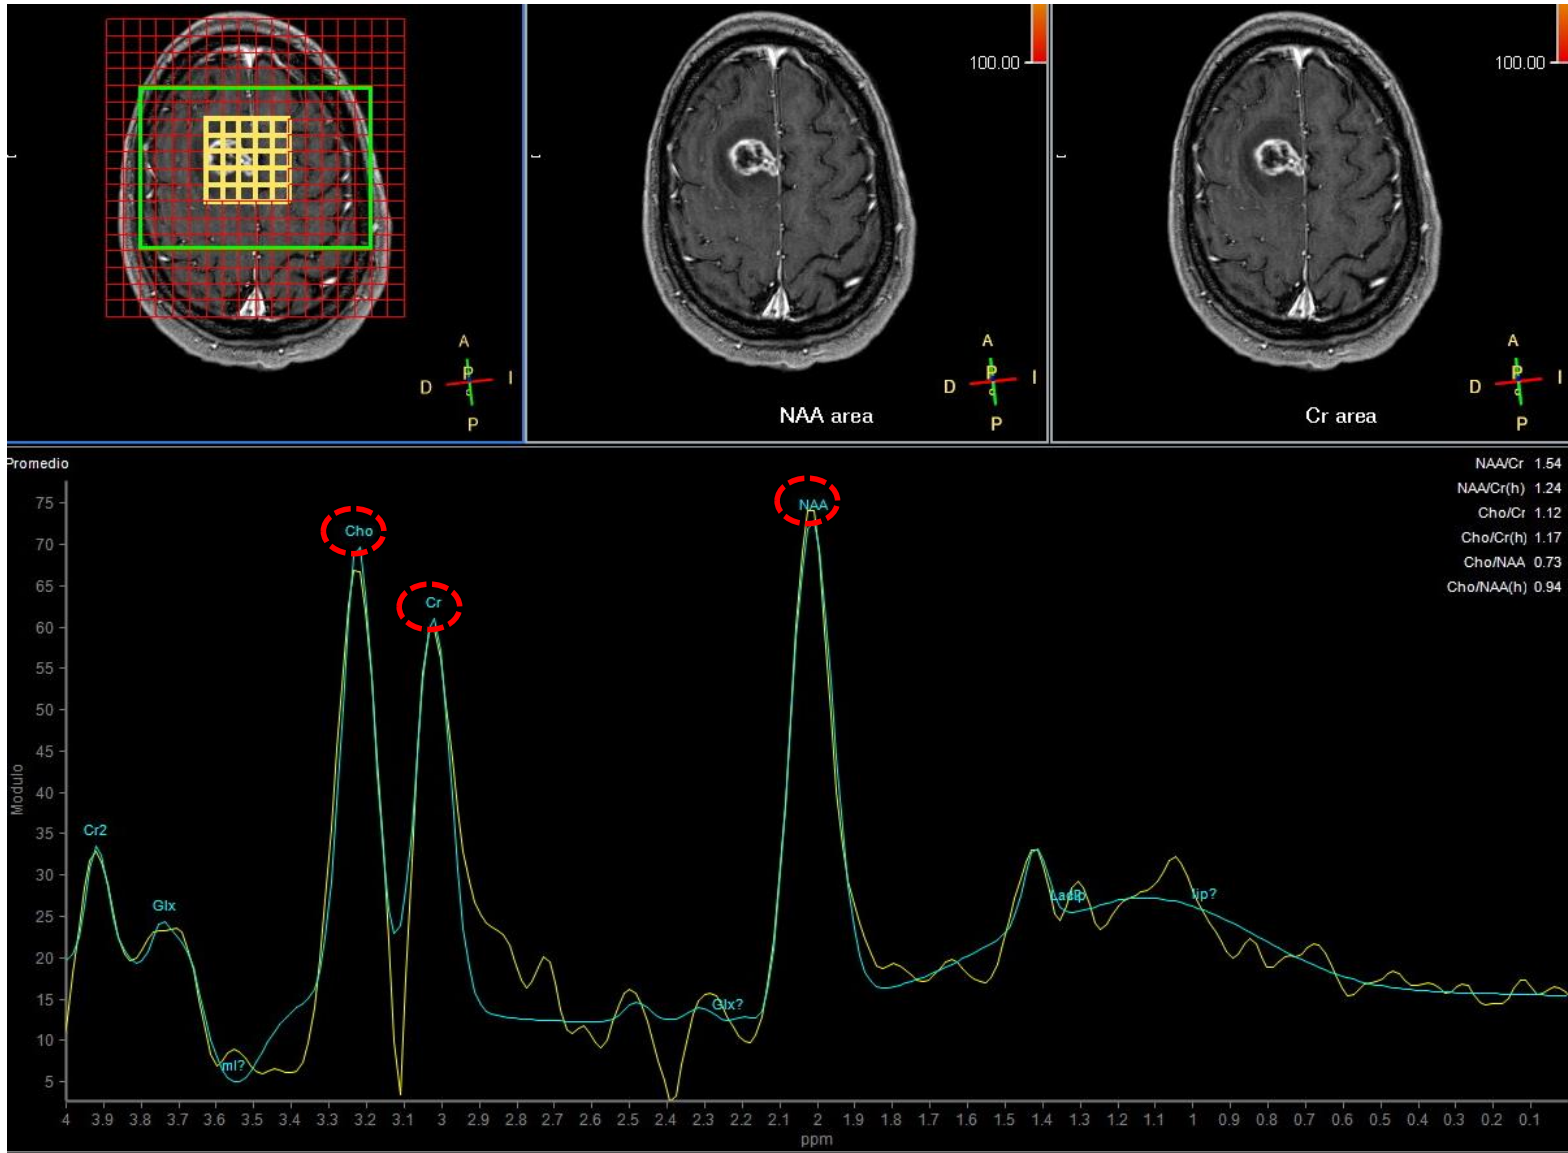 100.00
100.00
A
P
D
I
P
A
P
D
I
P
A
P
D
I
P
NAA area
Cr area
Promedio
NAA/Cr 1.54
NAA/Cr(h) 1.24
Cho/Cr 1.12
Cho/Cr(h) 1.17
Cho/NAA 0.73
Cho/NAA(h) 0.94
75
70
65
60
55
50
45
40
35
30
25
20
15
10
5
Modulo
Cho
Cr
NAA
Cr2
Glx
mI?
Glx?
lip?
4 3.9 3.8 3.7 3.6 3.5 3.4 3.3 3.2 3.1 3 2.9 2.8 2.7 2.6 2.5 2.4 2.3 2.2 2.1 2 1.9 1.8 1.7 1.6 1.5 1.4 1.3 1.2 1.1 1 0.9 0.8 0.7 0.6 0.5 0.4 0.3 0.2 0.1
ppm